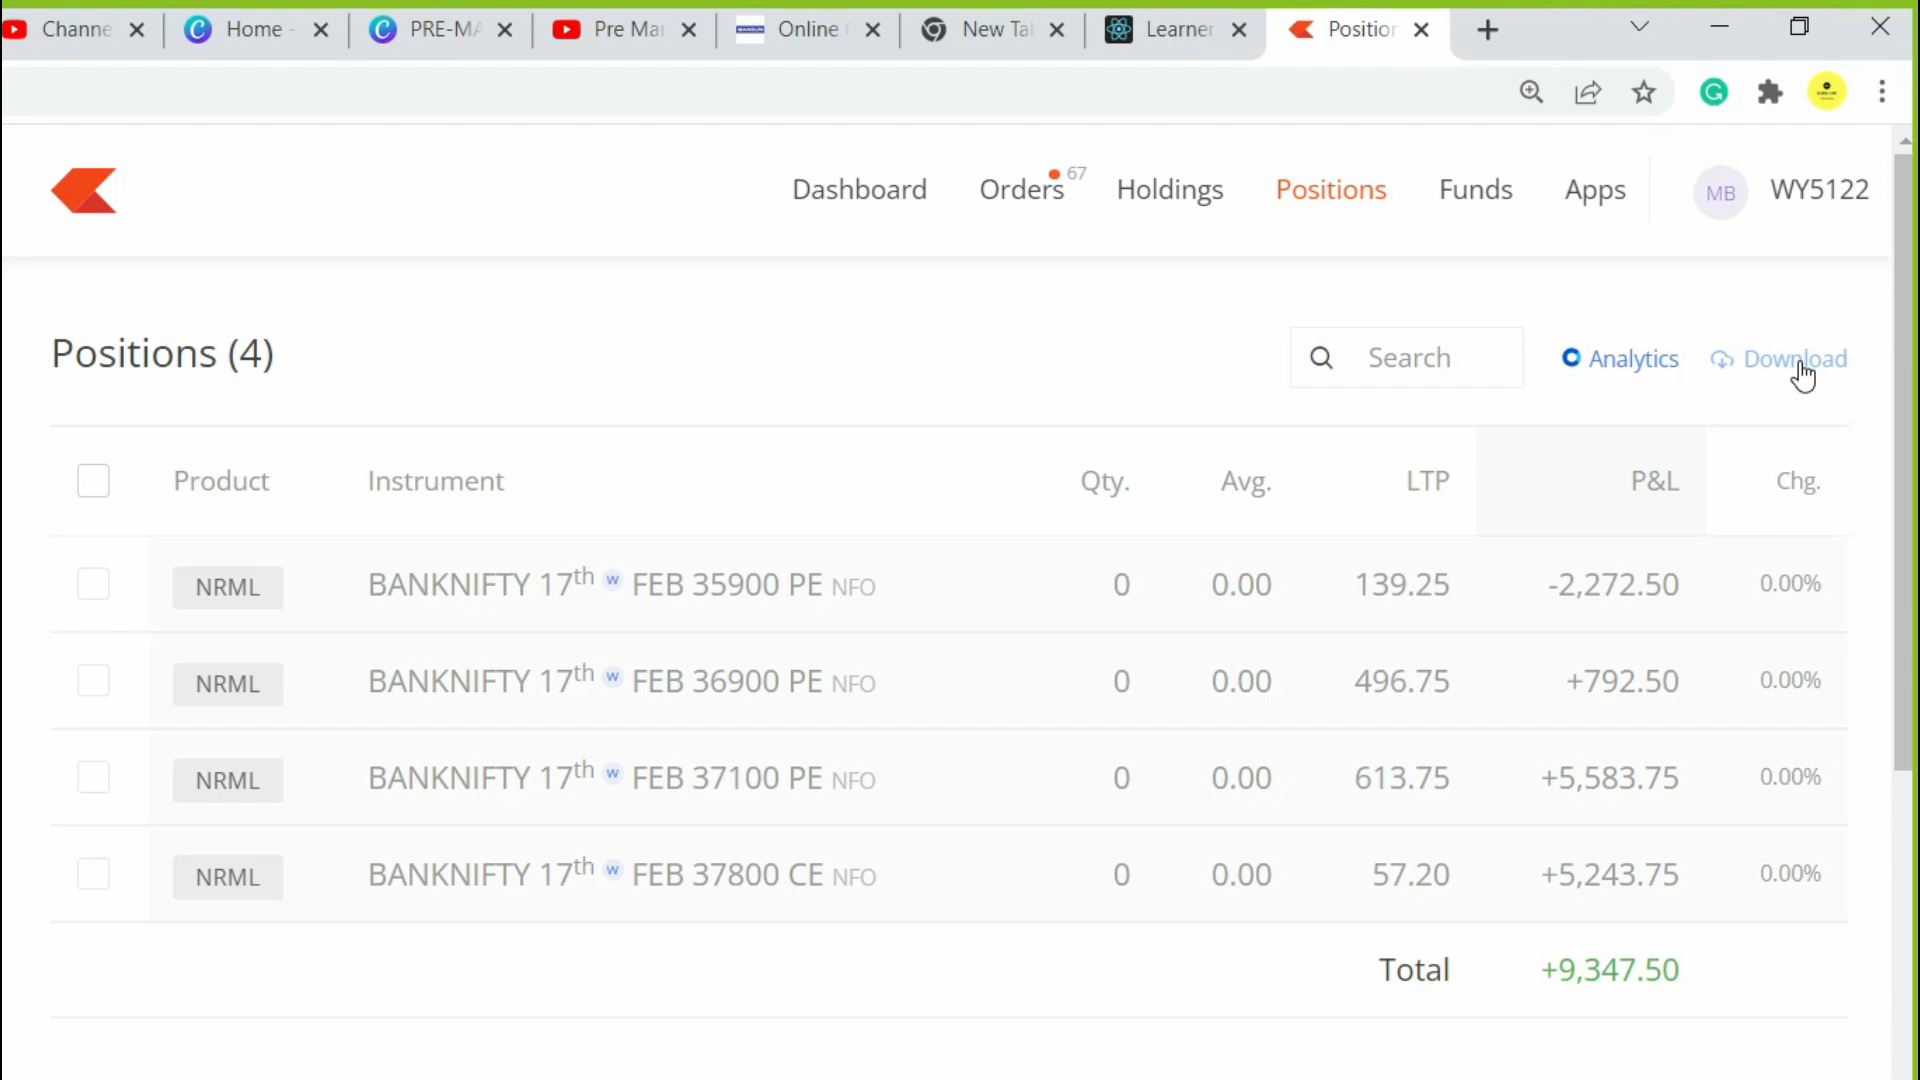 Channe Home - PRE-MA Pre Mar Online New Tab Learner Position
Dashboard Orders 67 Holdings Positions Funds Apps MB WY5122
Positions (4) Search Analytics Download
Product Instrument Qty. Avg. LTP P&L Chg.
NRML BANKNIFTY 17th w FEB 35900 PE NFO 0 0.00 139.25 -2,272.50 0.00%
NRML BANKNIFTY 17th w FEB 36900 PE NFO 0 0.00 496.75 +792.50 0.00%
NRML BANKNIFTY 17th w FEB 37100 PE NFO 0 0.00 613.75 +5,583.75 0.00%
NRML BANKNIFTY 17th w FEB 37800 CE NFO 0 0.00 57.20 +5,243.75 0.00%
Total +9,347.50